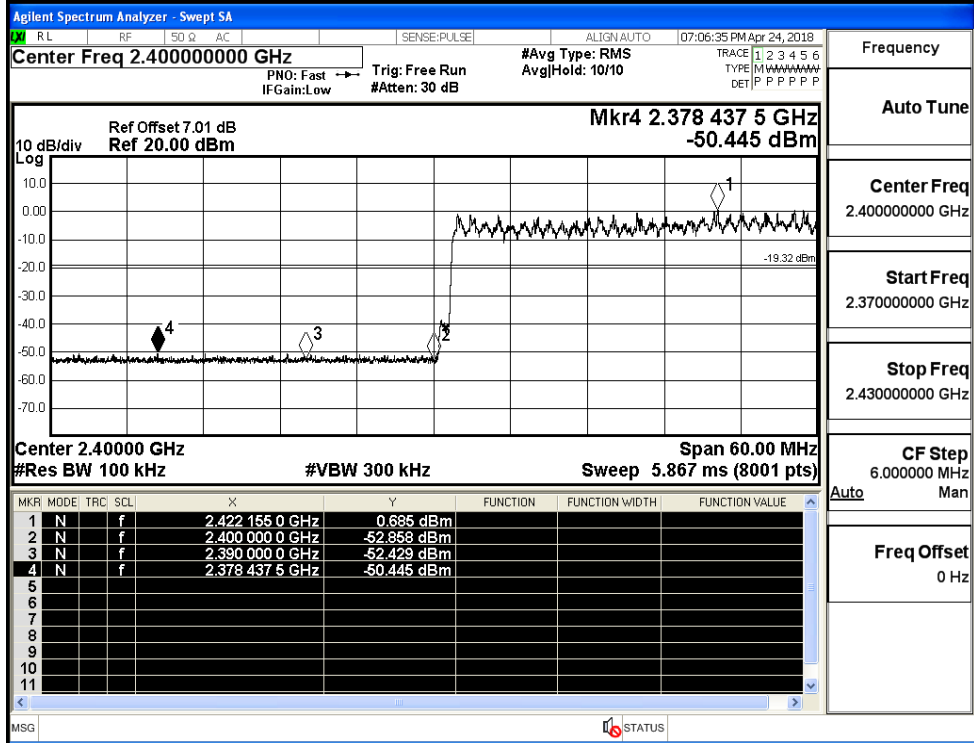 Agilent Spectrum Analyzer - Swept SA
LXI RL RF 50 Ω AC SENSE:PULSE ALIGN AUTO 07:06:35 PM Apr 24, 2018
Center Freq 2.400000000 GHz
PNO: Fast
IFGain:Low
Trig: Free Run
#Atten: 30 dB
#Avg Type: RMS
Avg|Hold: 10/10
TRACE 1 2 3 4 5 6
TYPE M W W W W W
DET P P P P P P
Mkr4 2.378 437 5 GHz
-50.445 dBm
Ref Offset 7.01 dB
10 dB/div Ref 20.00 dBm
Log
10.0
0.00
-10.0
-20.0
-30.0
-40.0
-50.0
-60.0
-70.0
1
-19.32 dBm
4
3
2
Center 2.40000 GHz Span 60.00 MHz
#Res BW 100 kHz #VBW 300 kHz Sweep 5.867 ms (8001 pts)
MKR MODE TRC SCL X Y FUNCTION FUNCTION WIDTH FUNCTION VALUE
1 N f 2.422 155 0 GHz 0.685 dBm
2 N f 2.400 000 0 GHz -52.858 dBm
3 N f 2.390 000 0 GHz -52.429 dBm
4 N f 2.378 437 5 GHz -50.445 dBm
5
6
7
8
9
10
11
MSG STATUS
Frequency
Auto Tune
Center Freq
2.400000000 GHz
Start Freq
2.370000000 GHz
Stop Freq
2.430000000 GHz
CF Step
6.000000 MHz
Auto Man
Freq Offset
0 Hz